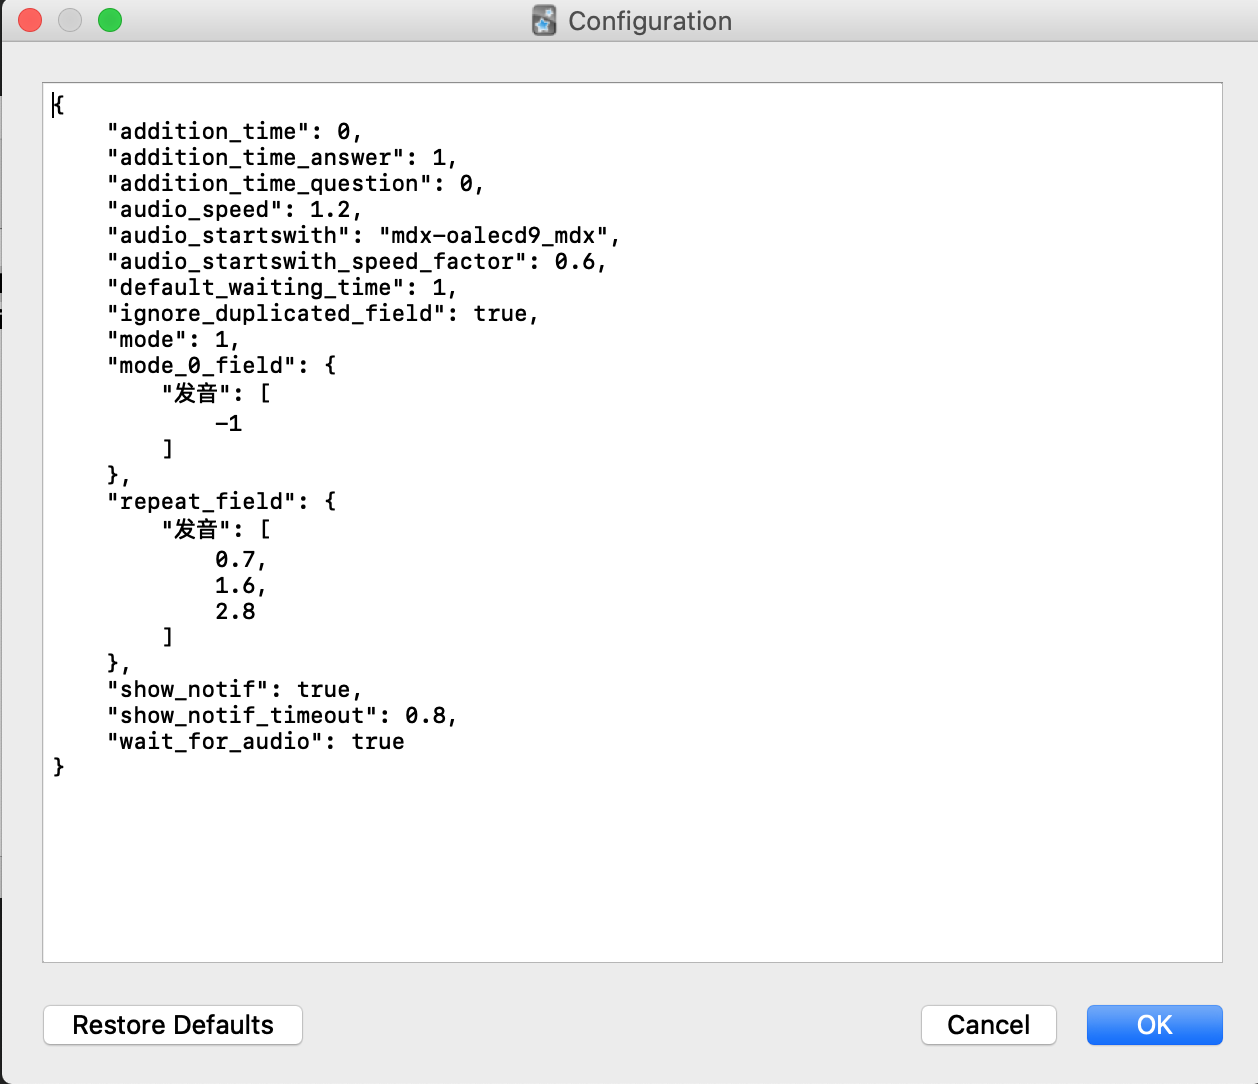 Configuration
{
    "addition_time": 0,
    "addition_time_answer": 1,
    "addition_time_question": 0,
    "audio_speed": 1.2,
    "audio_startswith": "mdx-oalecd9_mdx",
    "audio_startswith_speed_factor": 0.6,
    "default_waiting_time": 1,
    "ignore_duplicated_field": true,
    "mode": 1,
    "mode_0_field": {
        "发音": [
            -1
        ]
    },
    "repeat_field": {
        "发音": [
            0.7,
            1.6,
            2.8
        ]
    },
    "show_notif": true,
    "show_notif_timeout": 0.8,
    "wait_for_audio": true
}
Restore Defaults
Cancel
OK